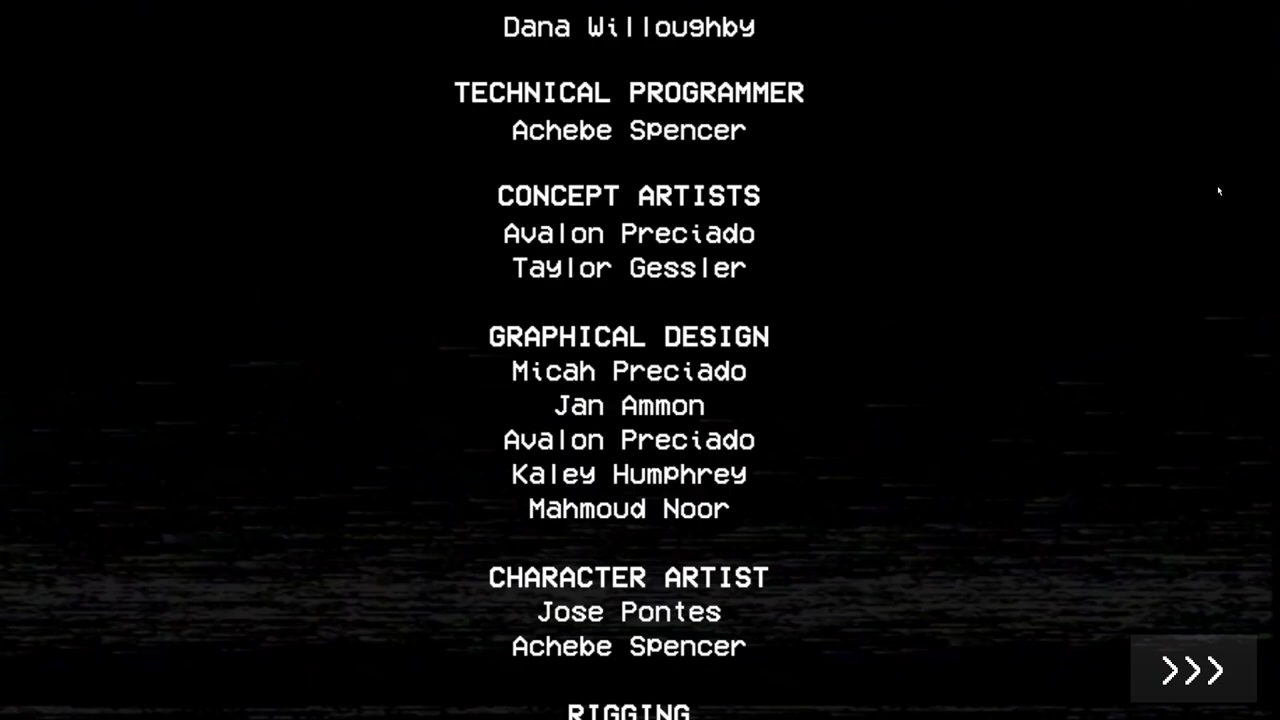 Dana Willoughby
TECHNICAL PROGRAMMER
Achebe Spencer
CONCEPT ARTISTS
Avalon Preciado
Taylor Gessler
GRAPHICAL DESIGN
Micah Preciado
Jan Ammon
Avalon Preciado
Kaley Humphrey
Mahmoud Noor
CHARACTER ARTIST
Jose Pontes
Achebe Spencer
>>>
RIGGING